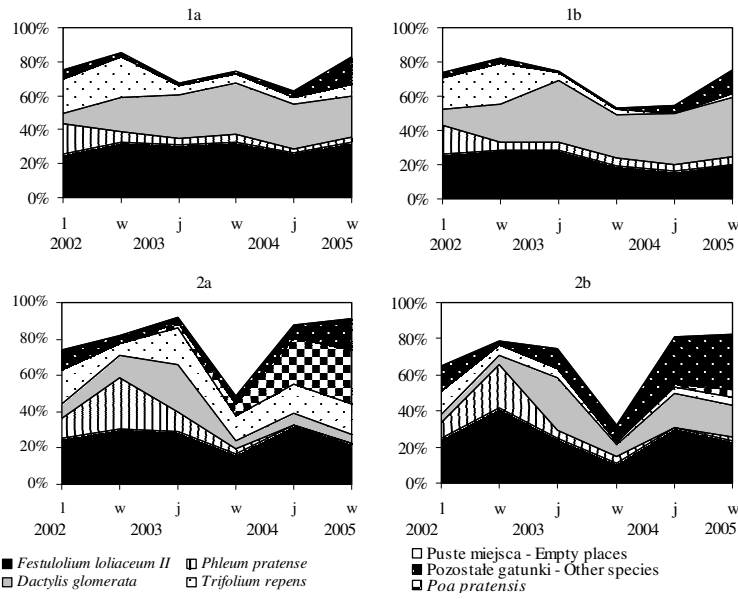 1a
100%
80%
60%
40%
20%
0%
l w j w j w
2002 2003 2004 2005
1b
100%
80%
60%
40%
20%
0%
l w j w j w
2002 2003 2004 2005
2a
100%
80%
60%
40%
20%
0%
l w j w j w
2002 2003 2004 2005
2b
100%
80%
60%
40%
20%
0%
l w j w j w
2002 2003 2004 2005
Festulolium loliaceum II Phleum pratense
Dactylis glomerata Trifolium repens
Puste miejsca - Empty places
Pozostałe gatunki - Other species
Poa pratensis